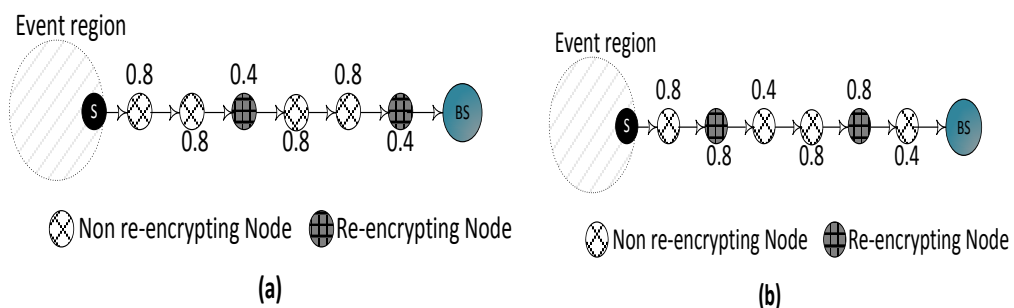 Event region
0.8
0.4
0.8
S
BS
0.8
0.8
0.4
Non re-encrypting Node
Re-encrypting Node
(a)
Event region
0.8
0.4
0.8
S
BS
0.8
0.8
0.4
Non re-encrypting Node
Re-encrypting Node
(b)